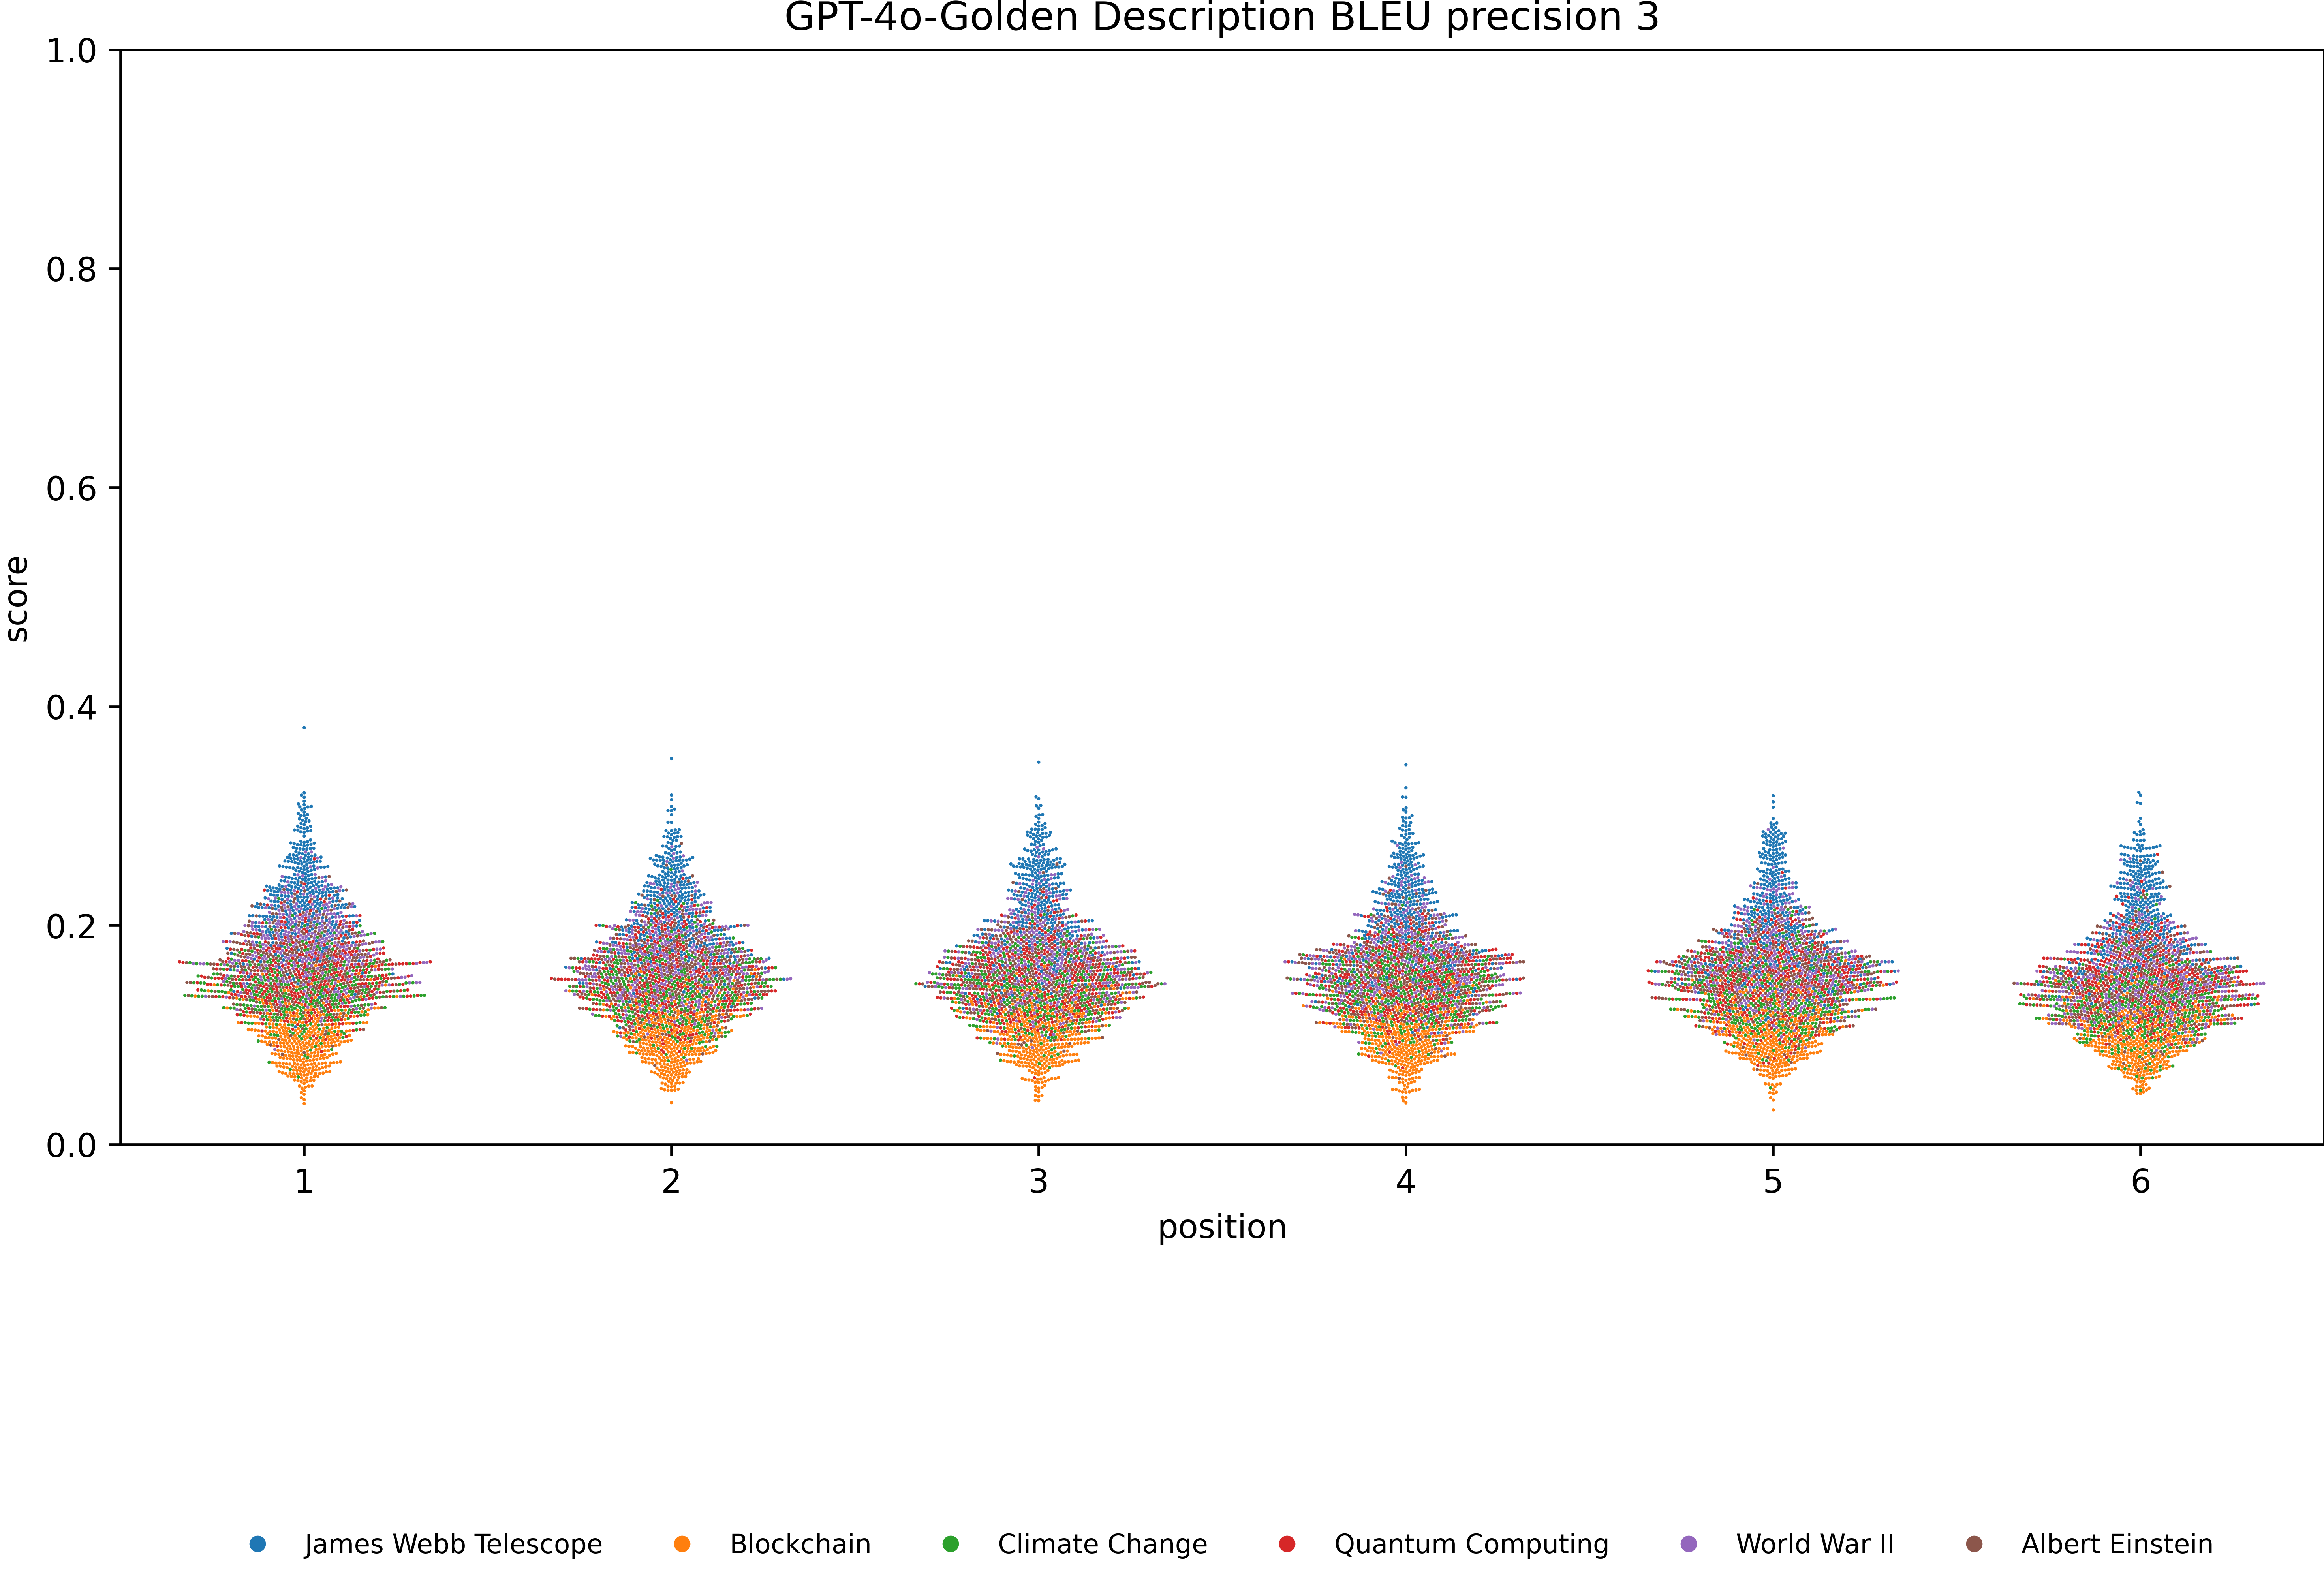 GPT-4o-Golden Description BLEU precision 3
1.0
0.8
0.6
0.4
0.2
0.0
score
1 2 3 4 5 6
position
James Webb Telescope Blockchain Climate Change Quantum Computing World War II Albert Einstein